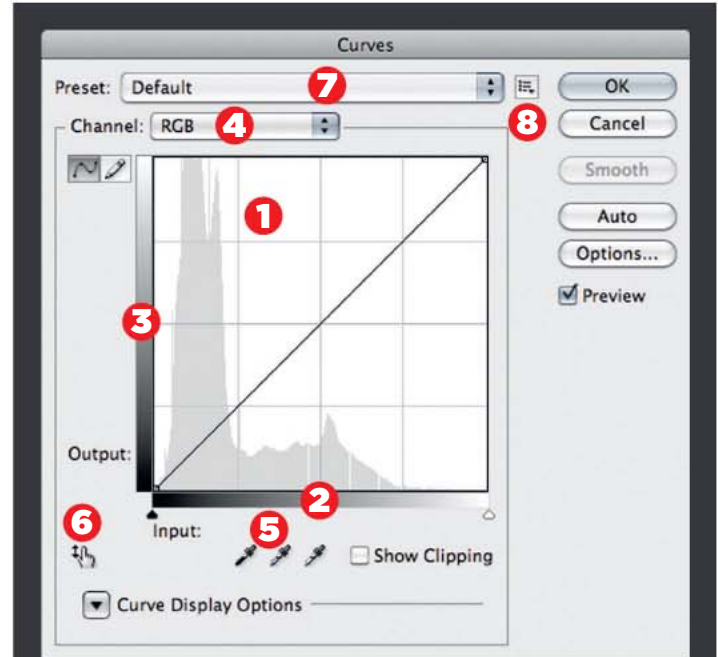 Curves
Preset: Default 7
OK
Channel: RGB 4
8
Cancel
Smooth
1
Auto
Options...
3
Preview
Output:
2
6
Input:
5
Show Clipping
Curve Display Options